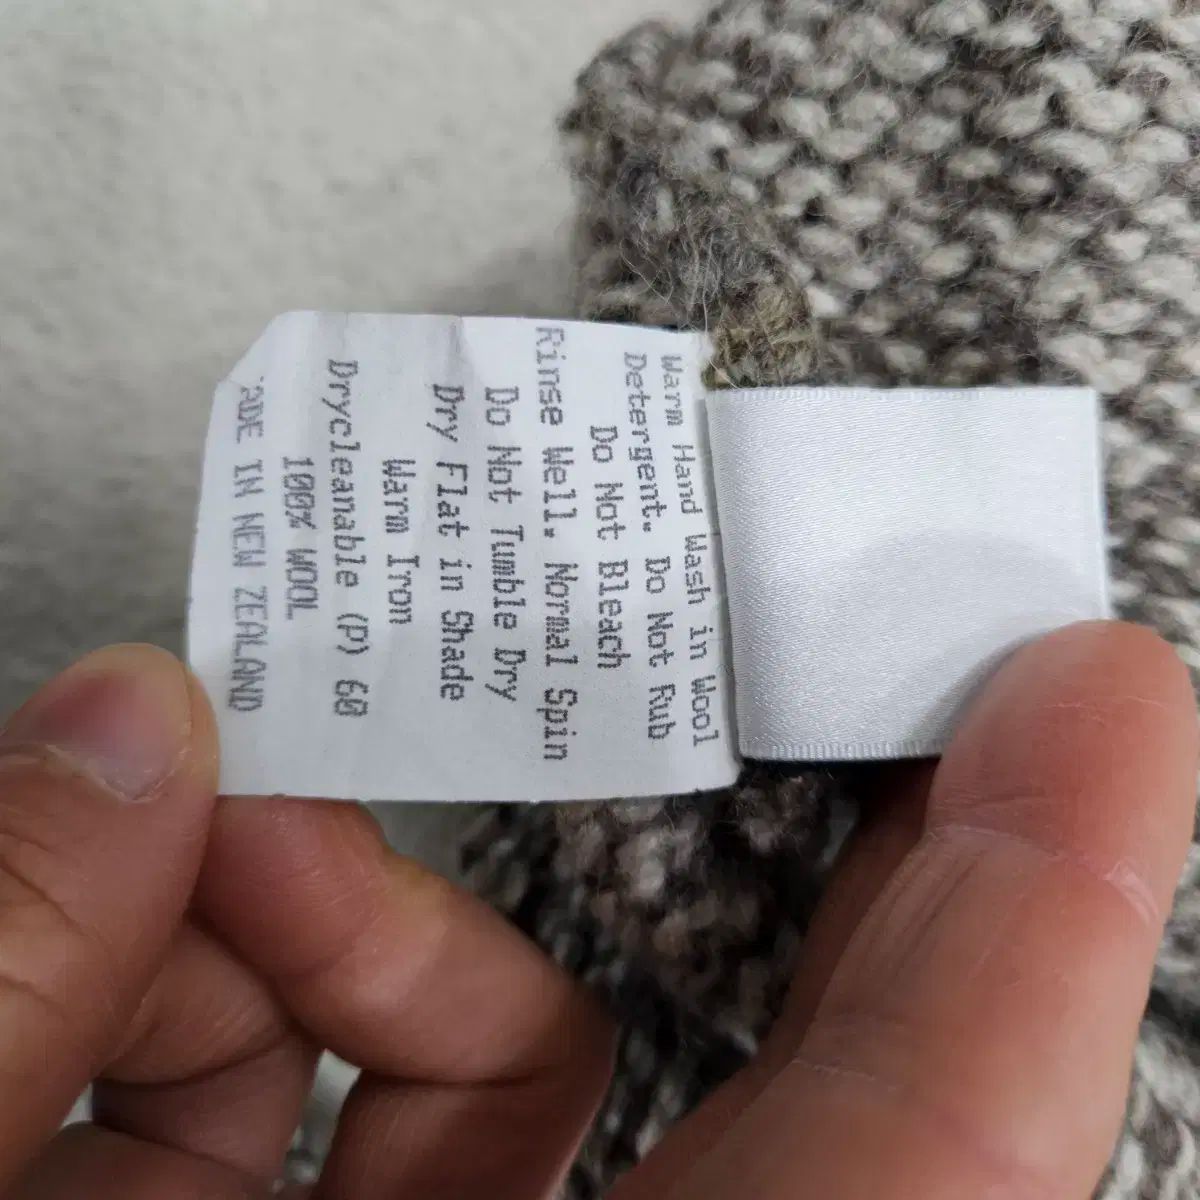 Warm Hand Wash in Wool
Detergent. Do Not Rub
Do Not Bleach
Rinse Well. Normal Spin
Do Not Tumble Dry
Dry Flat in Shade
Warm Iron
Drycleanable (P) 60
100% WOOL
MADE IN NEW ZEALAND